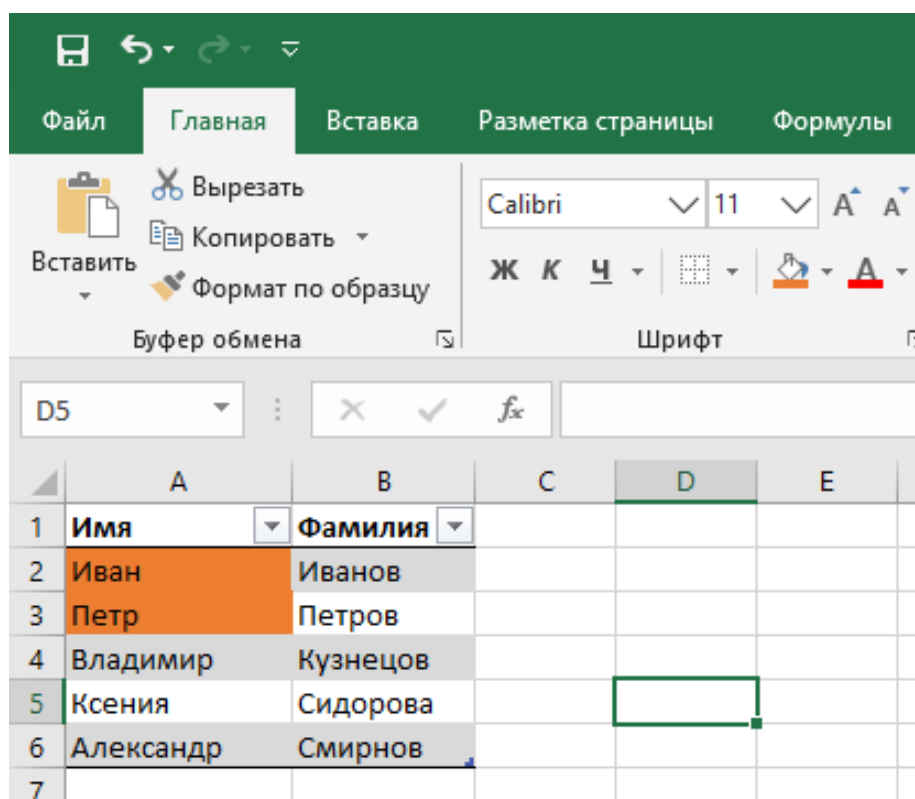 Файл Главная Вставка Разметка страницы Формулы
Вставить
Вырезать
Копировать
Формат по образцу
Буфер обмена
Calibri 11 A A
Ж К Ч A
Шрифт
D5 fx
A B C D E
1 Имя Фамилия
2 Иван Иванов
3 Петр Петров
4 Владимир Кузнецов
5 Ксения Сидорова
6 Александр Смирнов
7